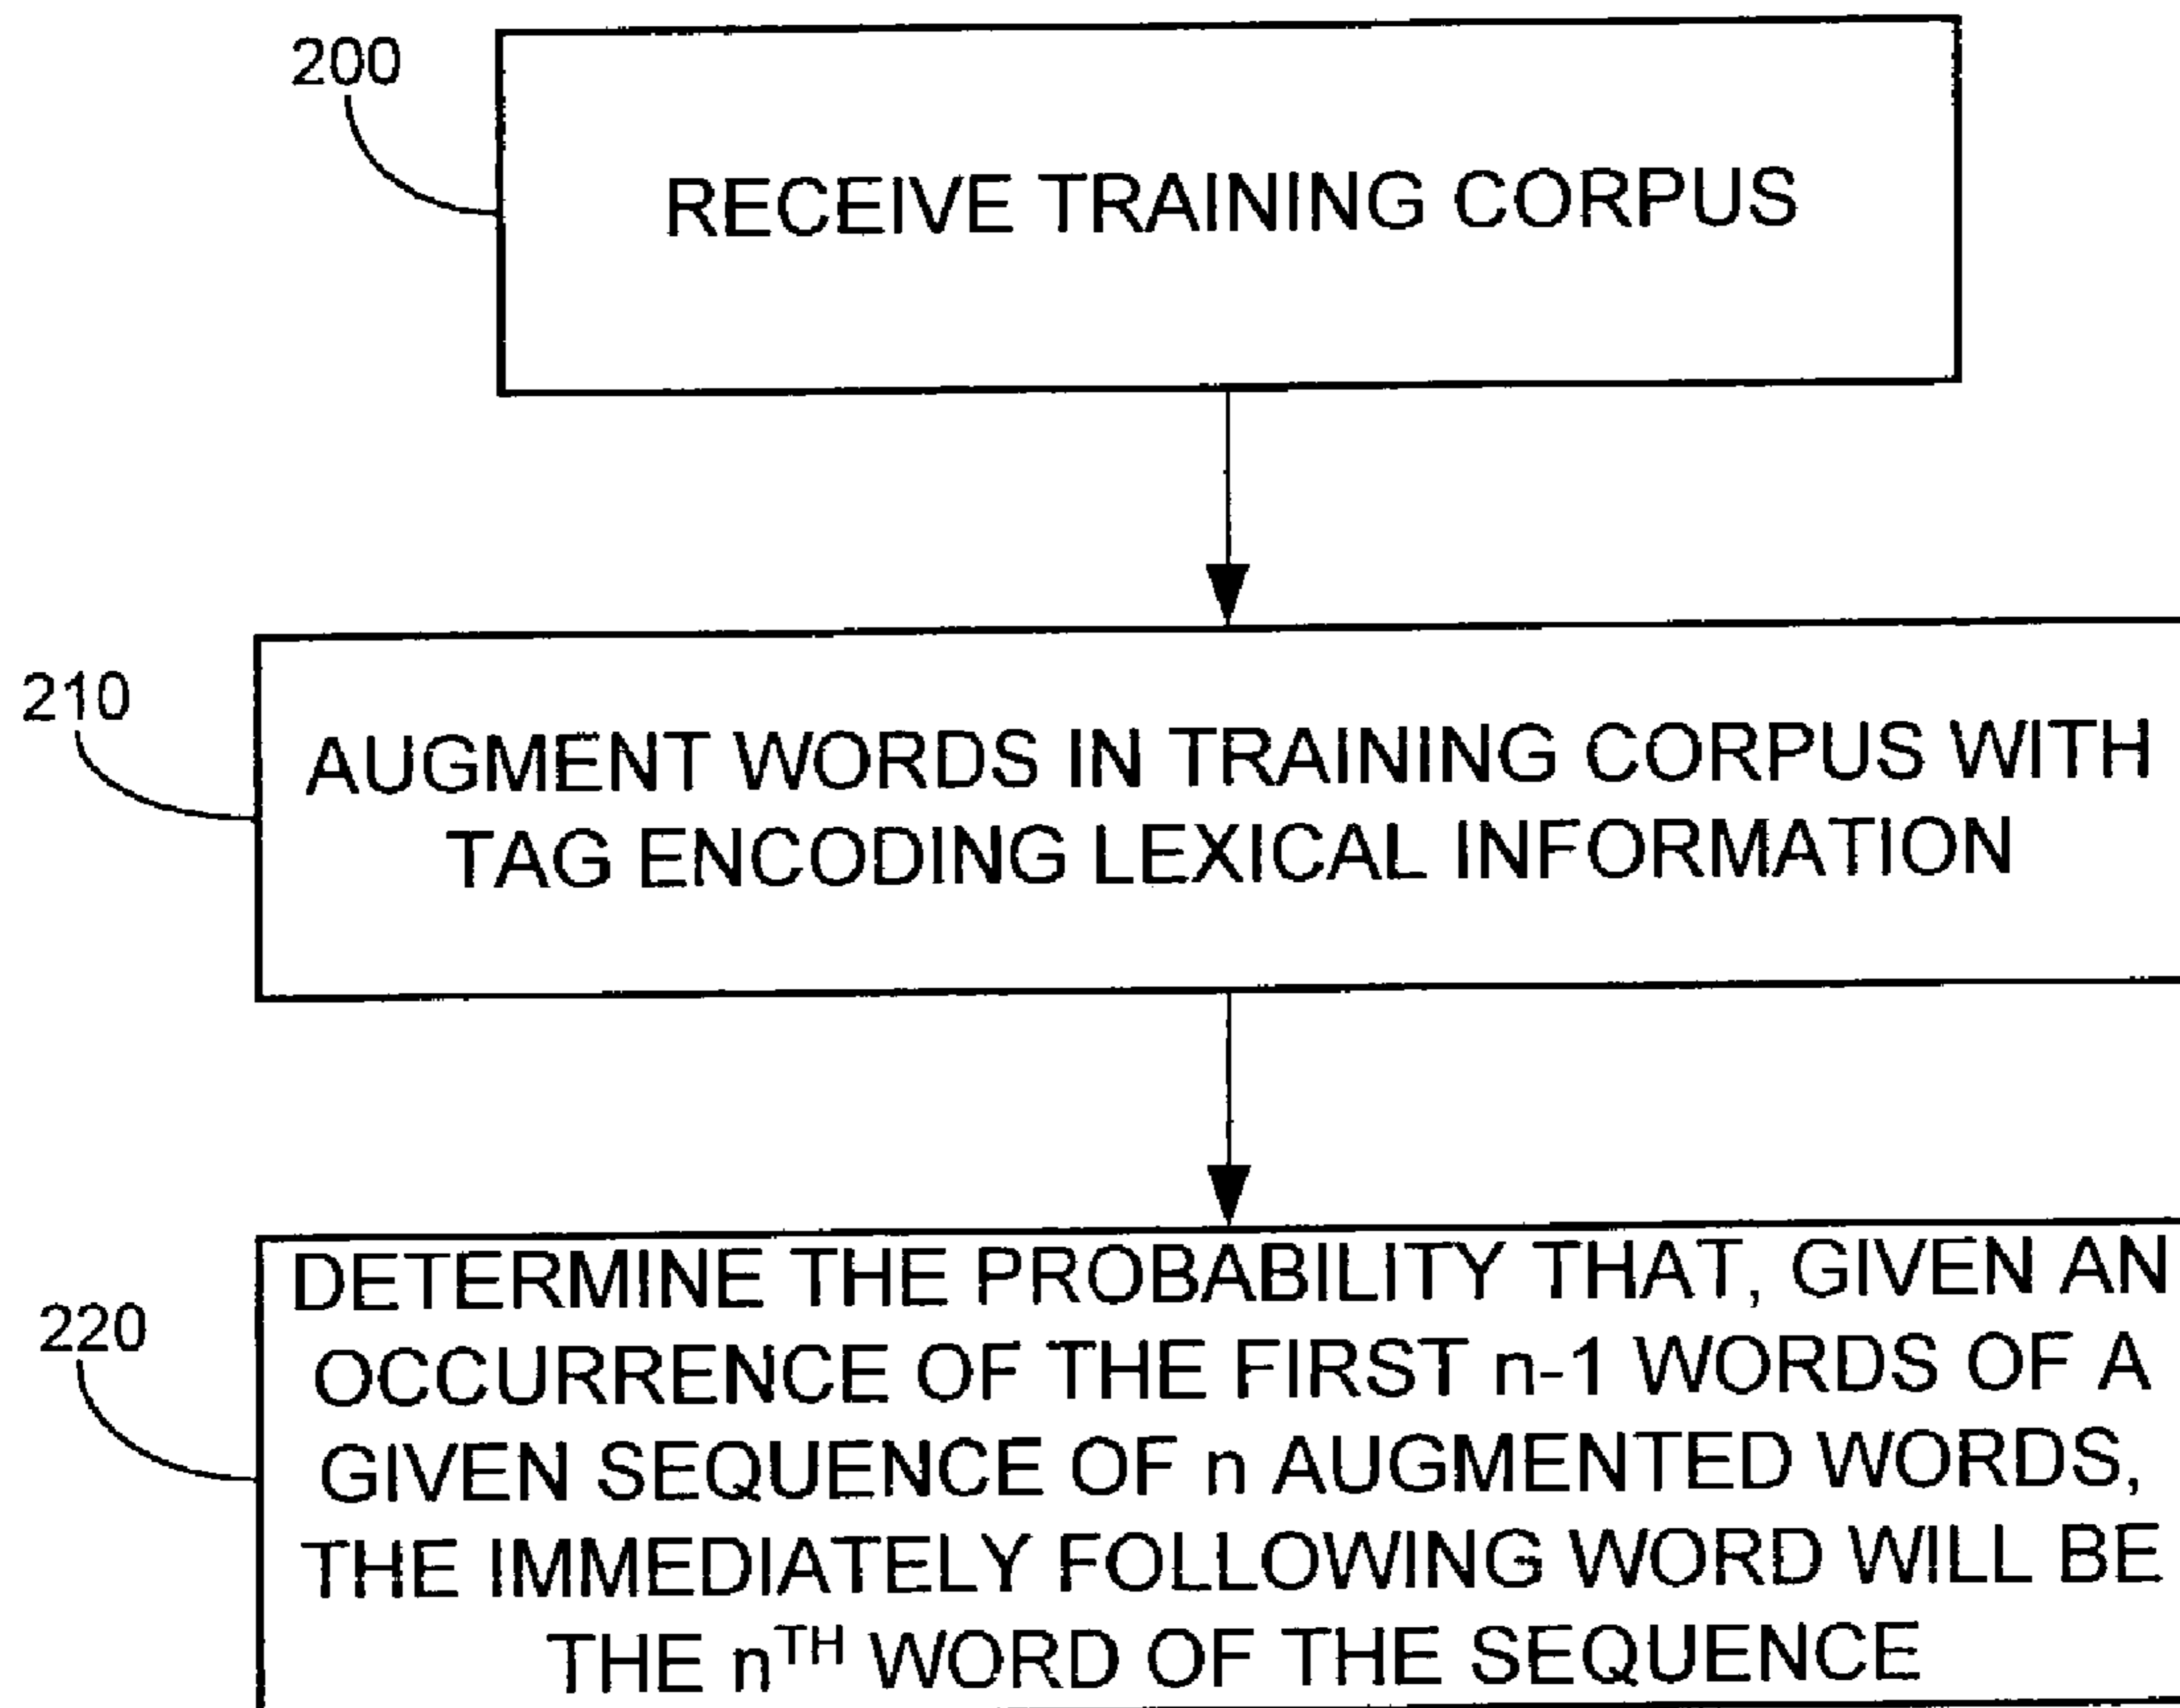 200
RECEIVE TRAINING CORPUS
210
AUGMENT WORDS IN TRAINING CORPUS WITH
TAG ENCODING LEXICAL INFORMATION
220
DETERMINE THE PROBABILITY THAT, GIVEN AN
OCCURRENCE OF THE FIRST n-1 WORDS OF A
GIVEN SEQUENCE OF n AUGMENTED WORDS,
THE IMMEDIATELY FOLLOWING WORD WILL BE
THE nTH WORD OF THE SEQUENCE